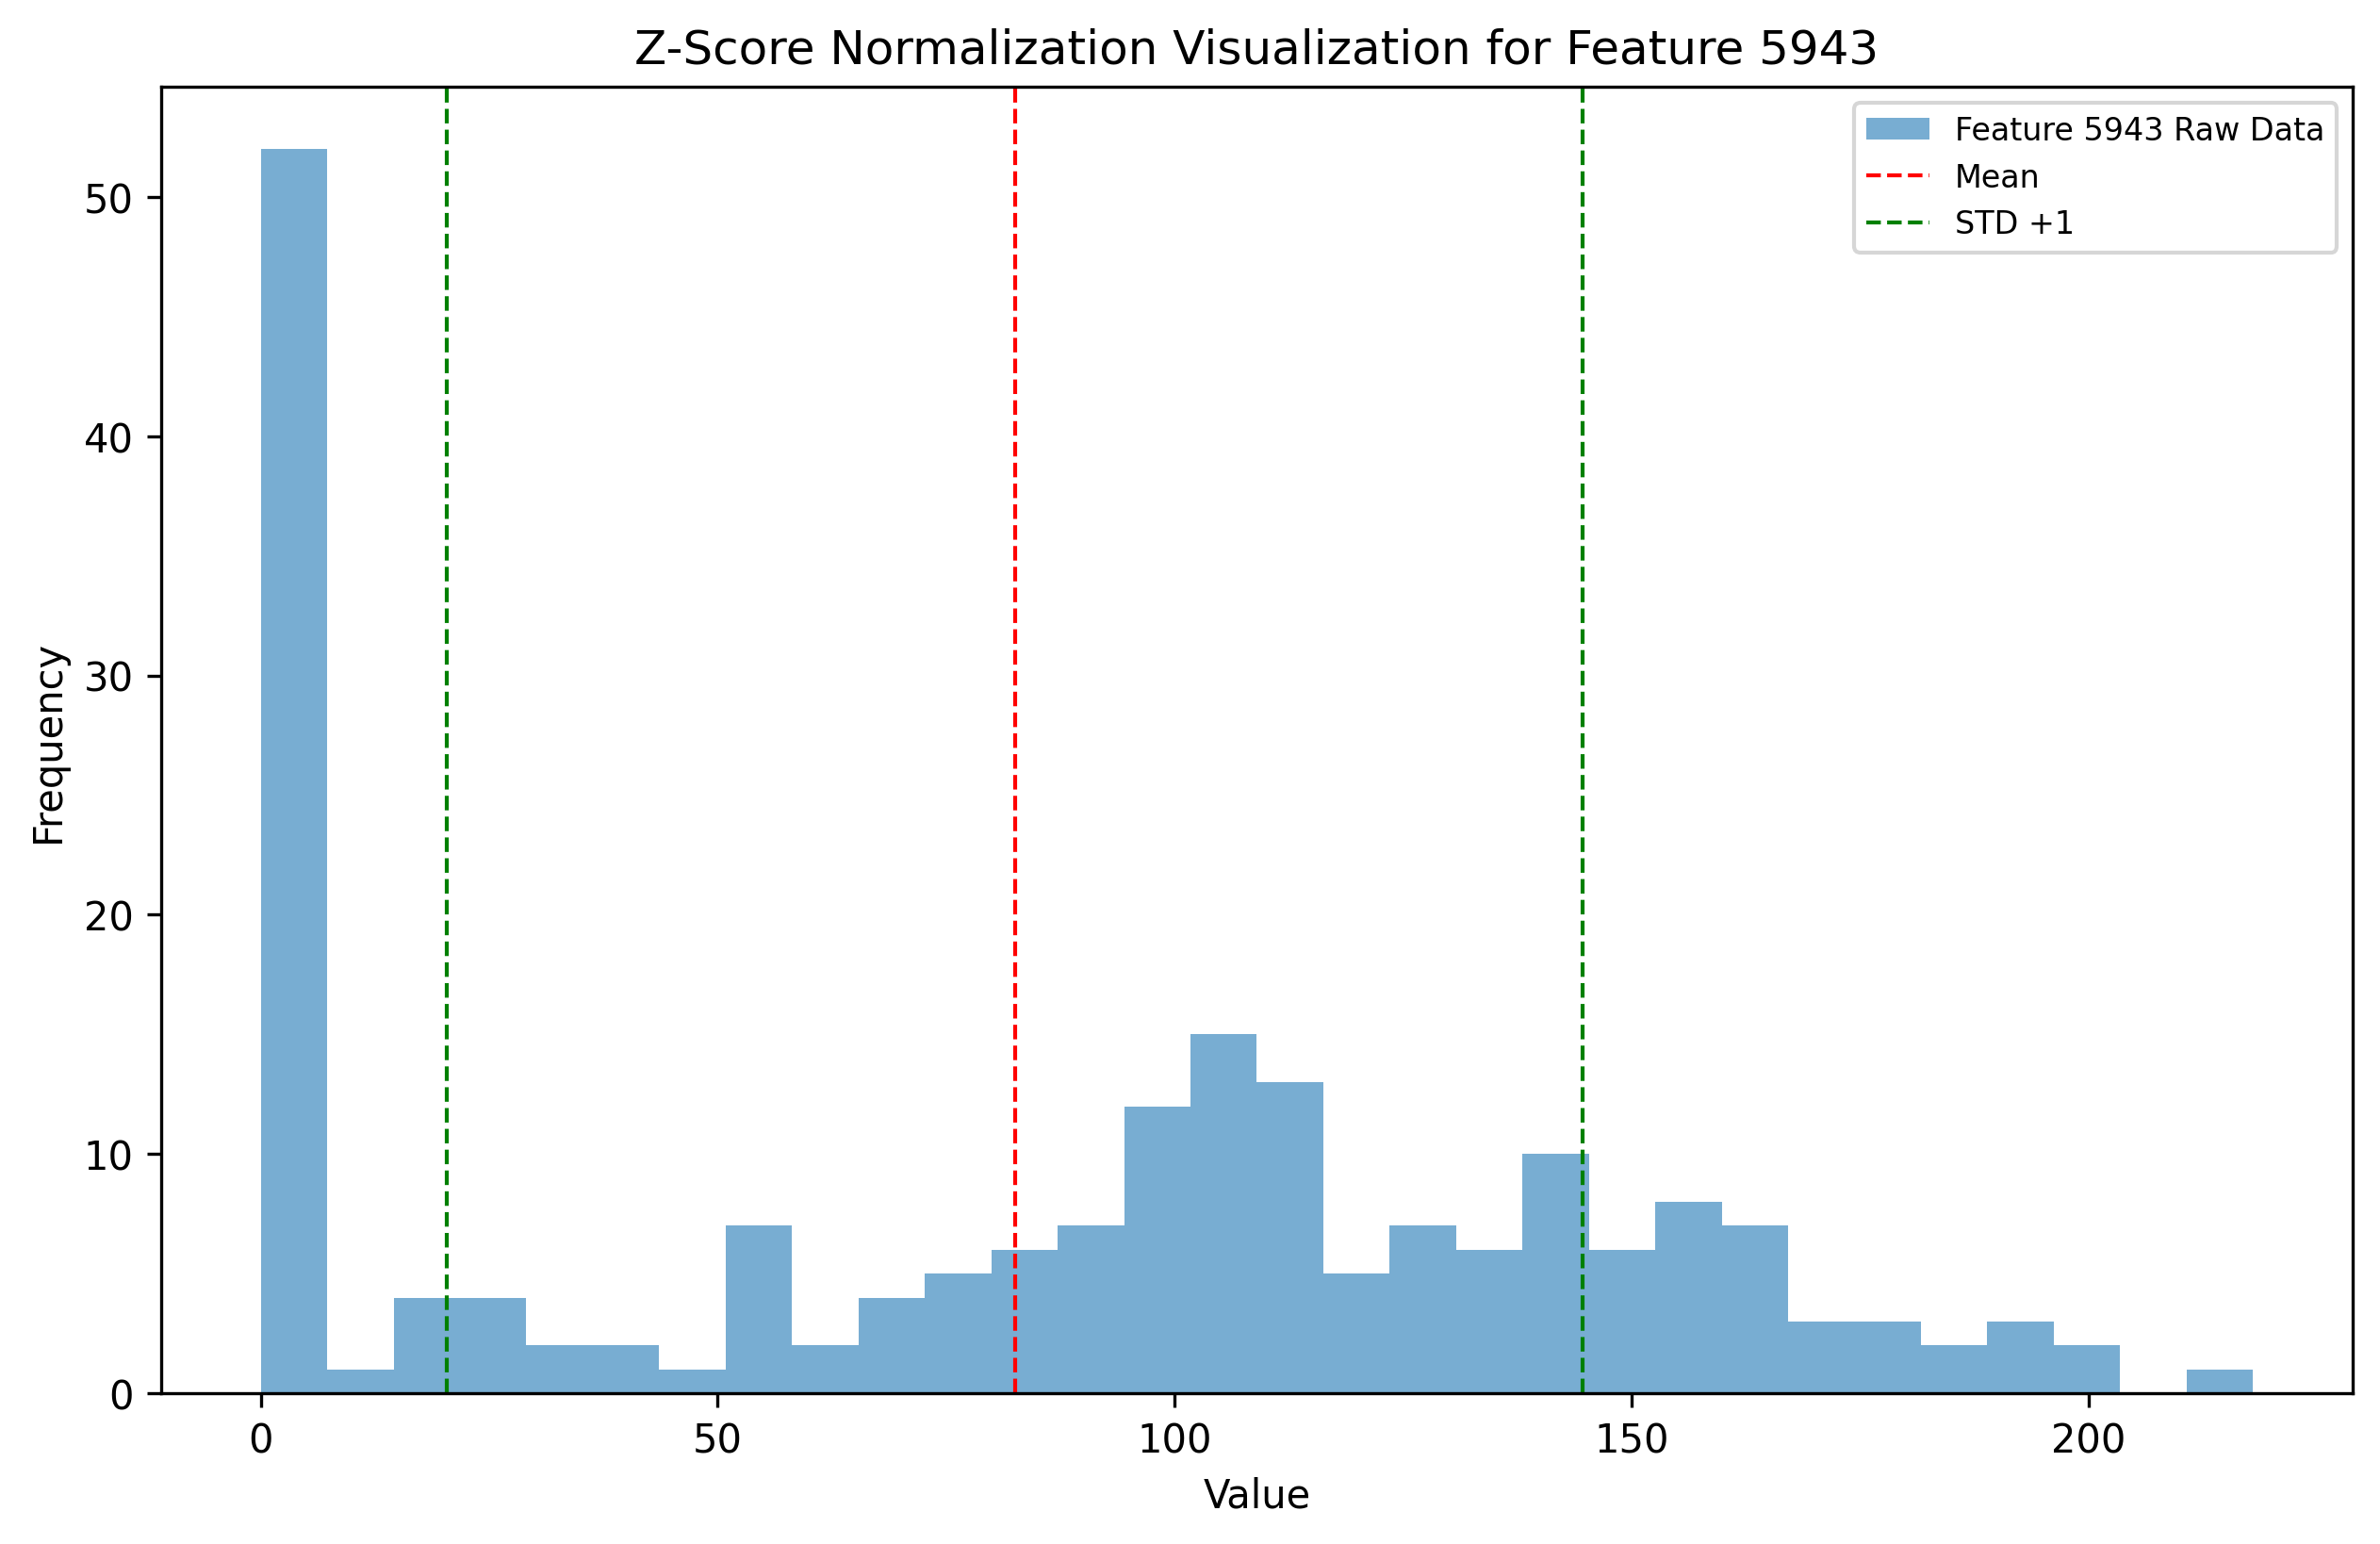 Z-Score Normalization Visualization for Feature 5943
Feature 5943 Raw Data
Mean
STD +1
50
40
30
20
10
0
Frequency
0 50 100 150 200
Value